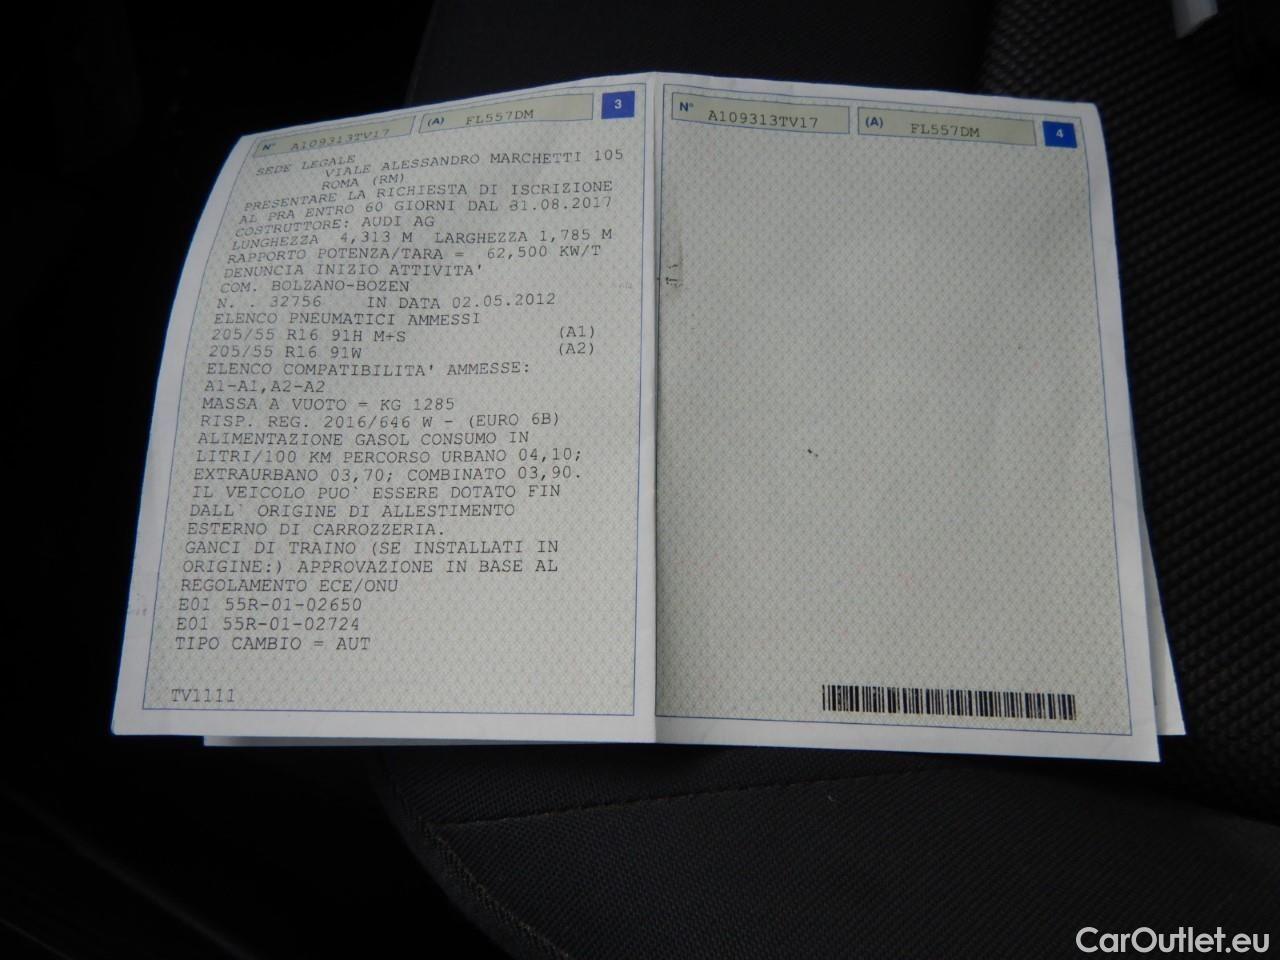 N° A109313TV17 (A) FL557DM 3
SEDE LEGALE
VIALE ALESSANDRO MARCHETTI 105
ROMA (RM)
PRESENTARE LA RICHIESTA DI ISCRIZIONE
AL PRA ENTRO 60 GIORNI DAL 31.08.2017
COSTRUTTORE: AUDI AG
LUNGHEZZA 4,313 M LARGHEZZA 1,785 M
RAPPORTO POTENZA/TARA = 62,500 KW/T
DENUNCIA INIZIO ATTIVITA'
COM. BOLZANO-BOZEN
N. . 32756 IN DATA 02.05.2012
ELENCO PNEUMATICI AMMESSI
205/55 R16 91H M+S (A1)
205/55 R16 91W (A2)
ELENCO COMPATIBILITA' AMMESSE:
A1-A1,A2-A2
MASSA A VUOTO = KG 1285
RISP. REG. 2016/646 W - (EURO 6B)
ALIMENTAZIONE GASOL CONSUMO IN
LITRI/100 KM PERCORSO URBANO 04,10;
EXTRAURBANO 03,70; COMBINATO 03,90.
IL VEICOLO PUO` ESSERE DOTATO FIN
DALL` ORIGINE DI ALLESTIMENTO
ESTERNO DI CARROZZERIA.
GANCI DI TRAINO (SE INSTALLATI IN
ORIGINE:) APPROVAZIONE IN BASE AL
REGOLAMENTO ECE/ONU
E01 55R-01-02650
E01 55R-01-02724
TIPO CAMBIO = AUT
TV1111
N° A109313TV17 (A) FL557DM 4
CarOutlet.eu